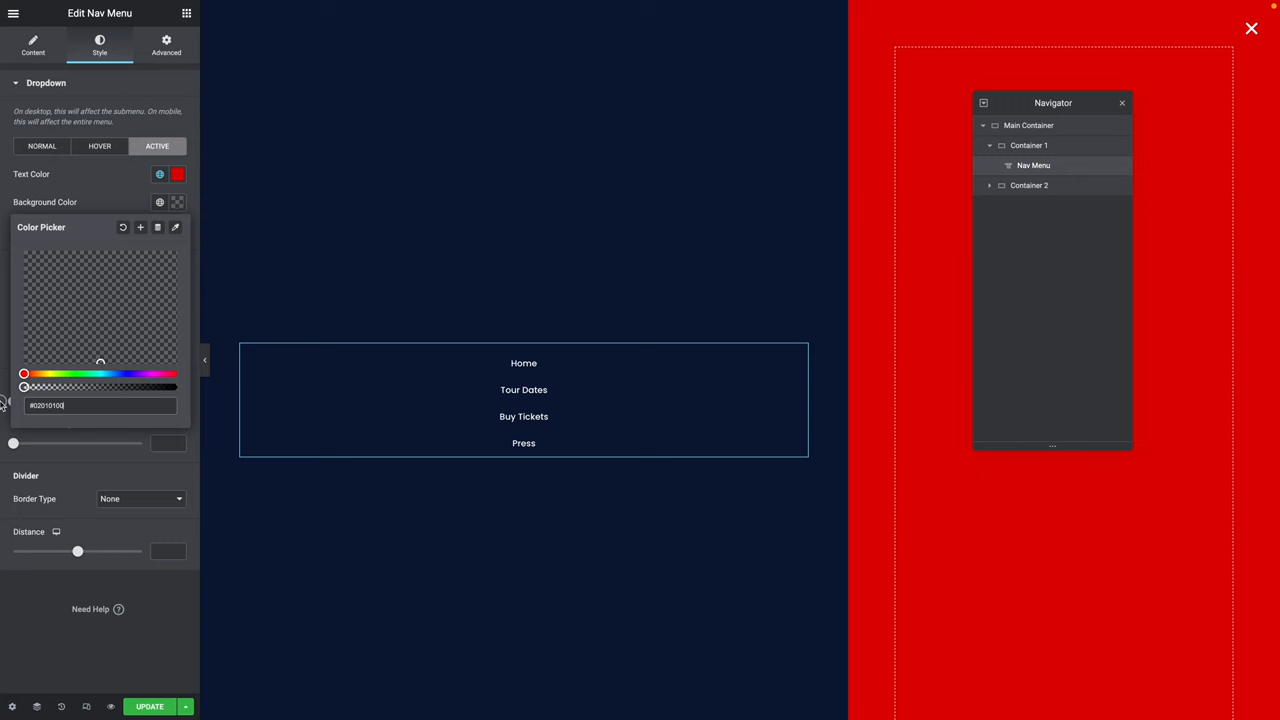 Edit Nav Menu
Content
Style
Advanced
Dropdown
On desktop, this will affect the submenu. On mobile,
this will affect the entire menu.
NORMAL
HOVER
ACTIVE
Text Color
Background Color
Color Picker
#02010100
Divider
Border Type
None
Distance
Need Help
?
UPDATE
Home
Tour Dates
Buy Tickets
Press
Navigator
Main Container
Container 1
Nav Menu
Container 2